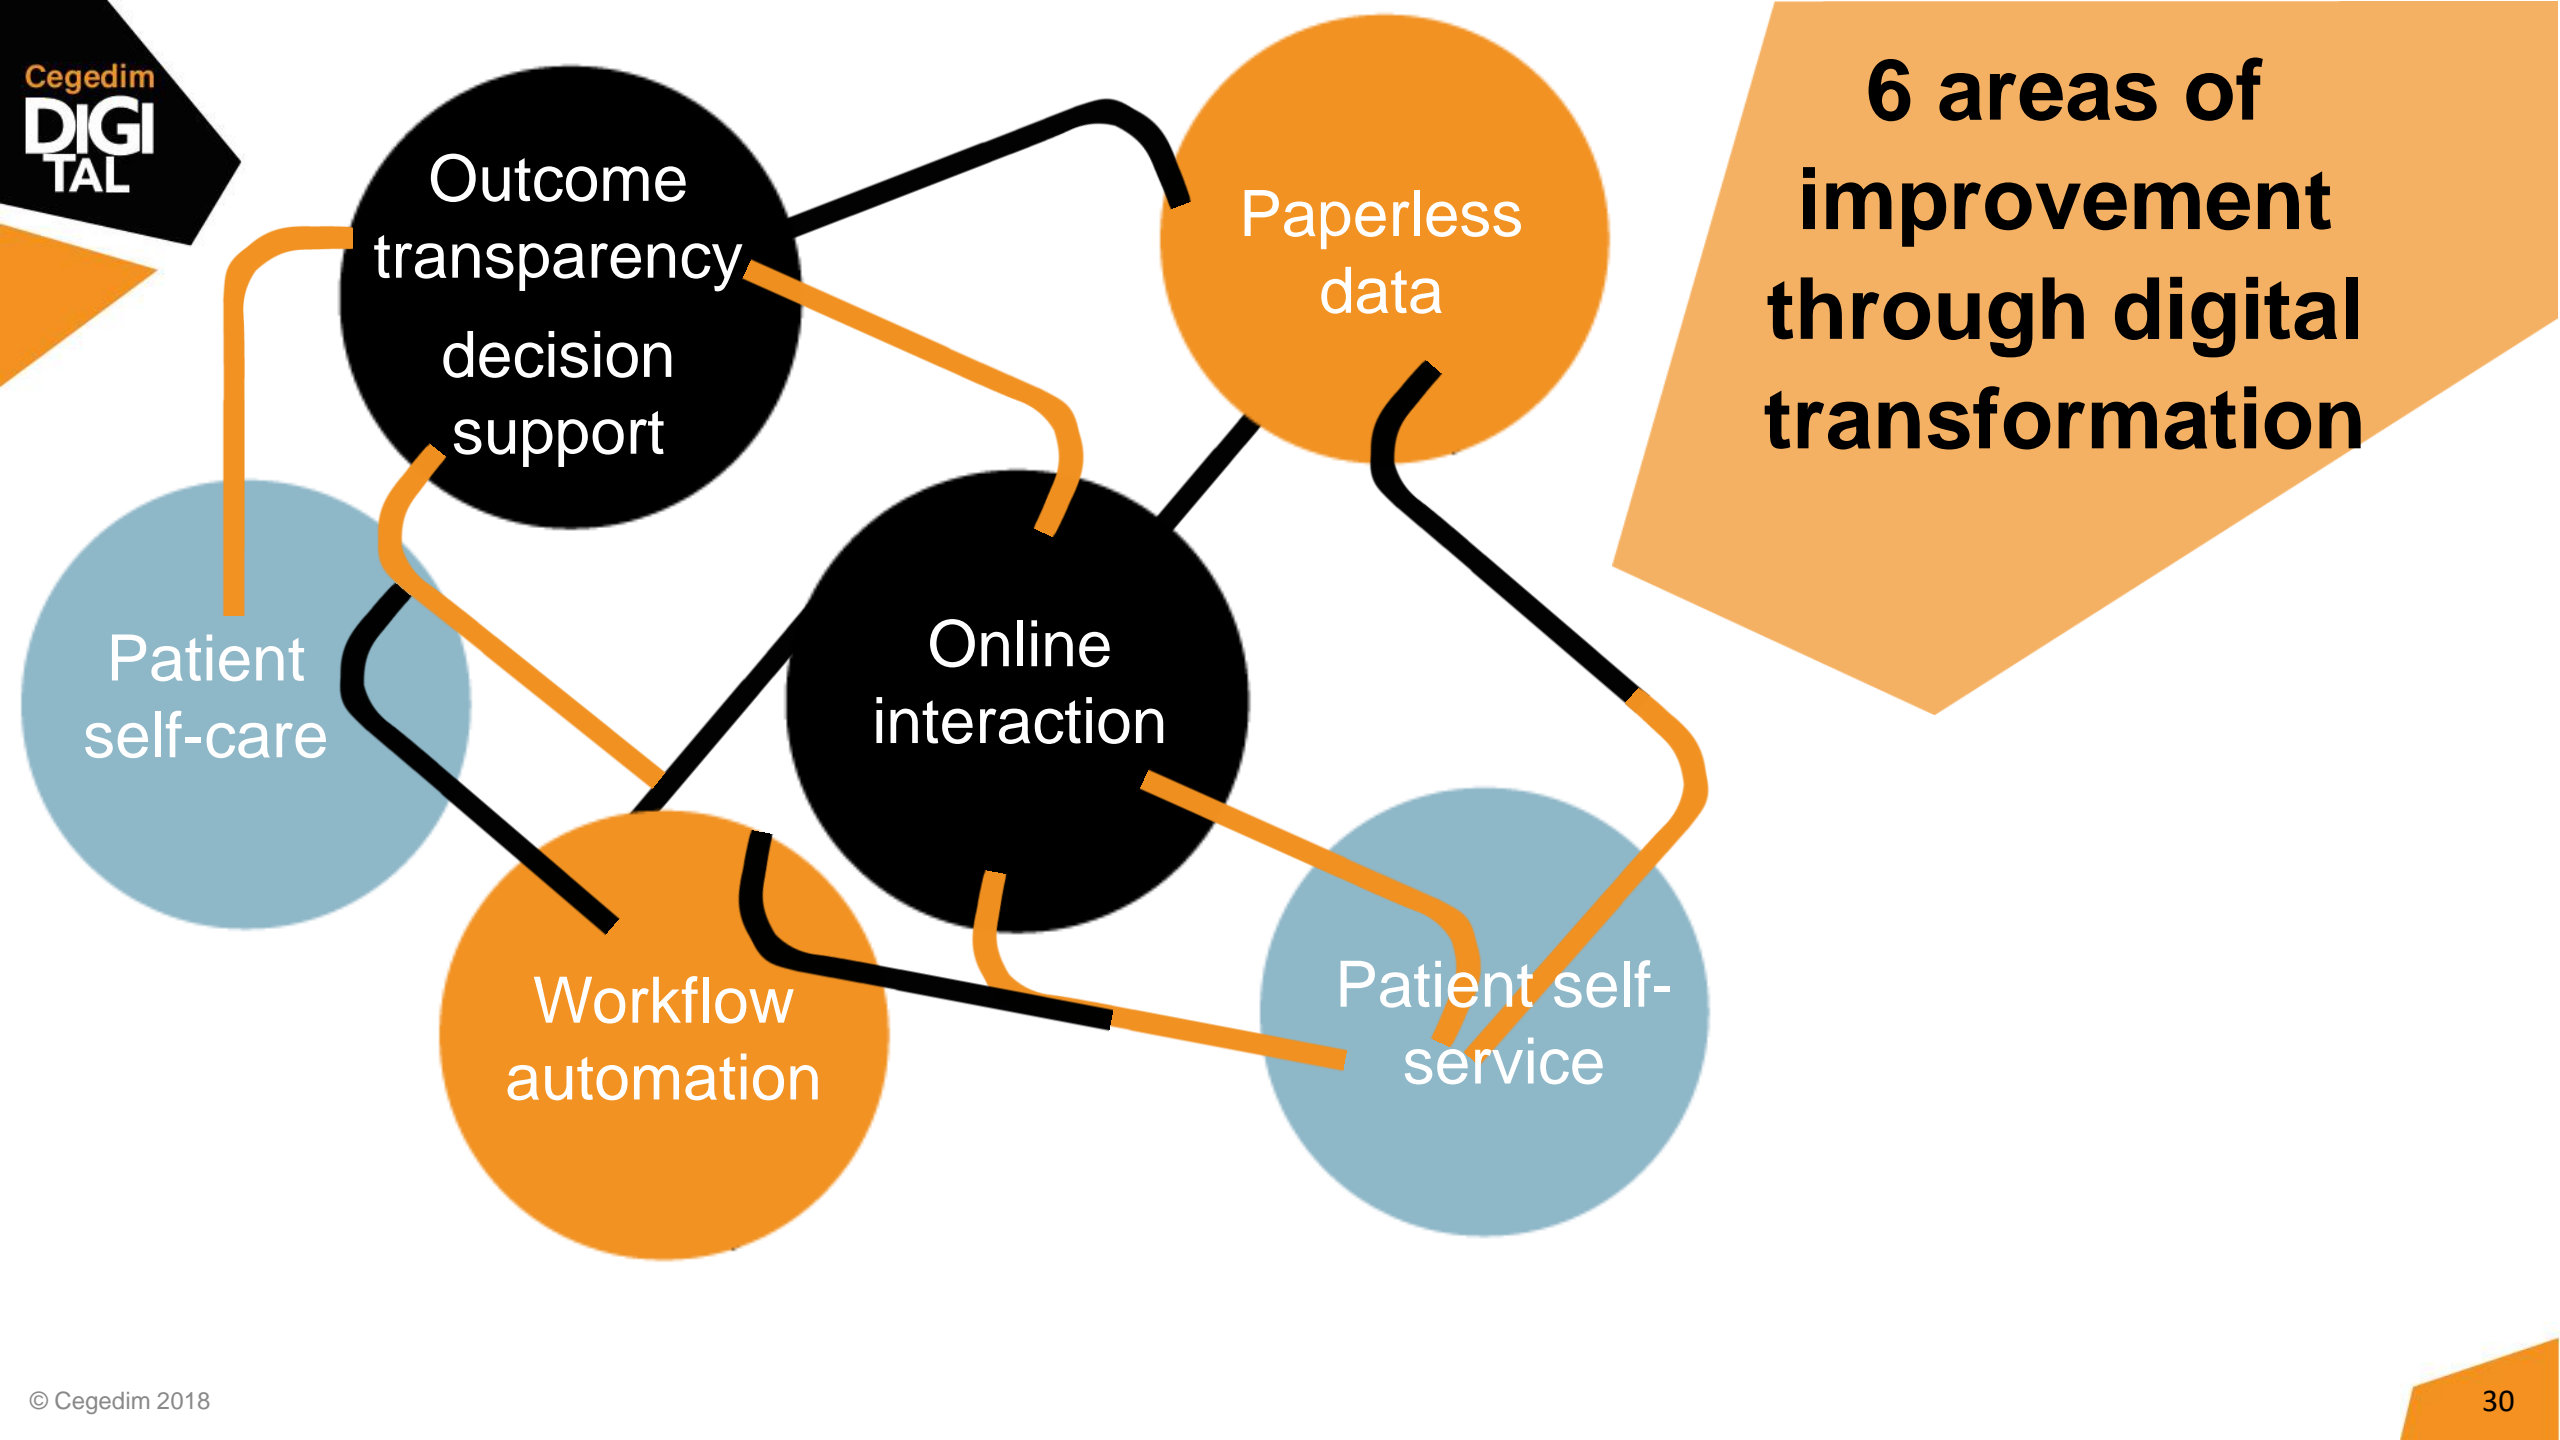 Cegedim
DIGI
TAL
Outcome
transparency
decision
support
Paperless
data
6 areas of
improvement
through digital
transformation
Patient
self-care
Online
interaction
Workflow
automation
Patient self-
service
© Cegedim 2018
30